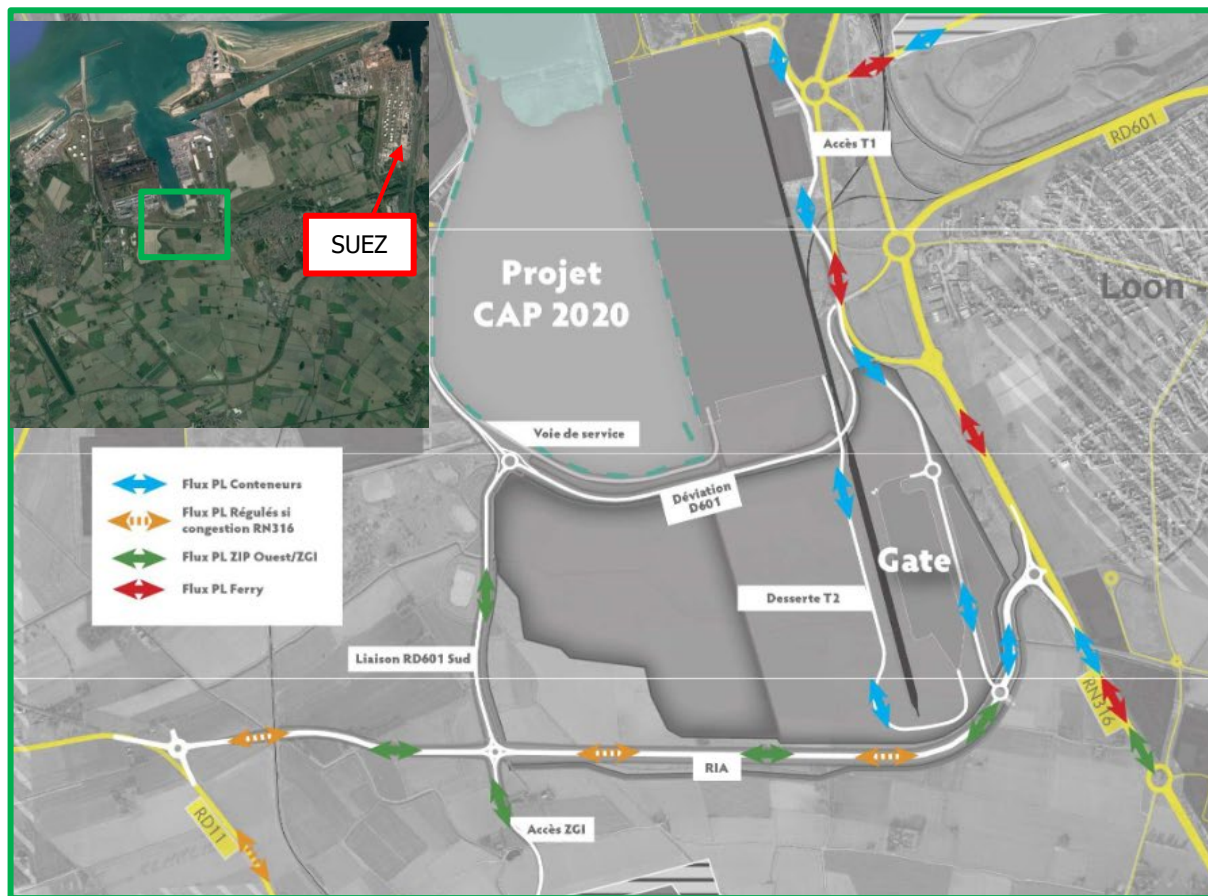 SUEZ
RD601
Accès T1
Projet
CAP 2020
Loon
Voie de service
Déviation
D601
Flux PL Conteneurs
Flux PL Régulés si
congestion RN316
Flux PL ZIP Ouest/ZGI
Flux PL Ferry
Gate
Desserte T2
Liaison RD601 Sud
RN316
RIA
RD11
Accès ZGI